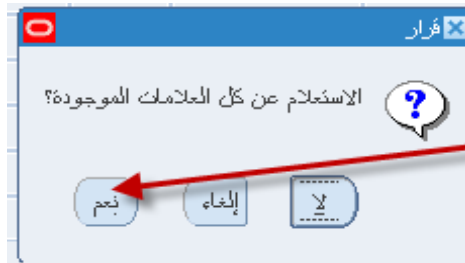 قرار
الاستعلام عن كل العلامات الموجودة؟
لا إلغاء نعم